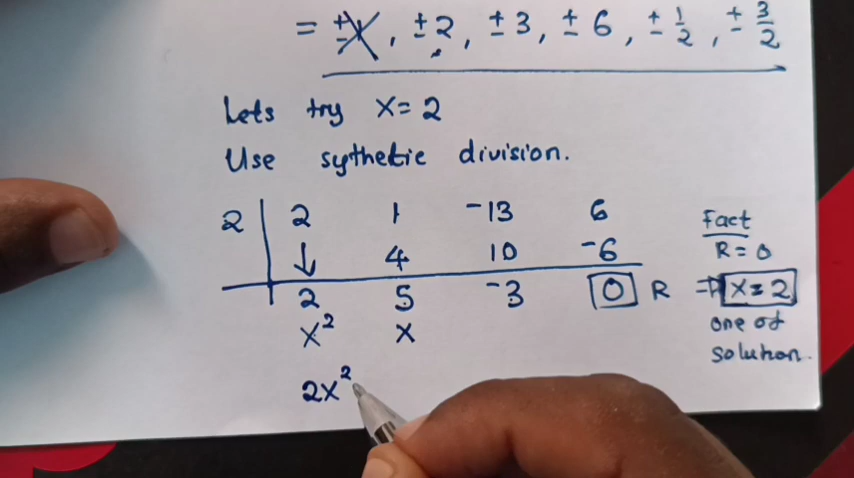 = ±X, ±2, ±3, ±6, ±1/2, ±3/2
Lets try X=2
Use sythetic division.
2 | 2 1 -13 6
↓ 4 10 -6
2 5 -3 0 R
x² x
2x²
Fact
R=0
⇒ X=2
one of
solution.